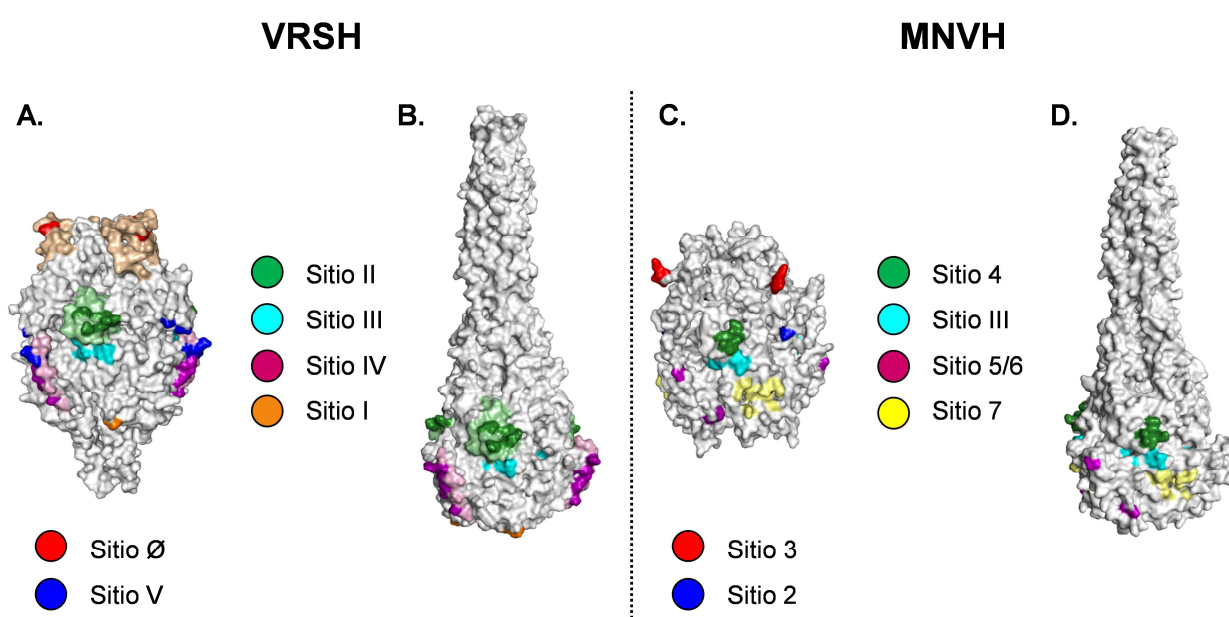 VRSH
MNVH
A.
B.
C.
D.
Sitio II
Sitio III
Sitio IV
Sitio I
Sitio Ø
Sitio V
Sitio 4
Sitio III
Sitio 5/6
Sitio 7
Sitio 3
Sitio 2